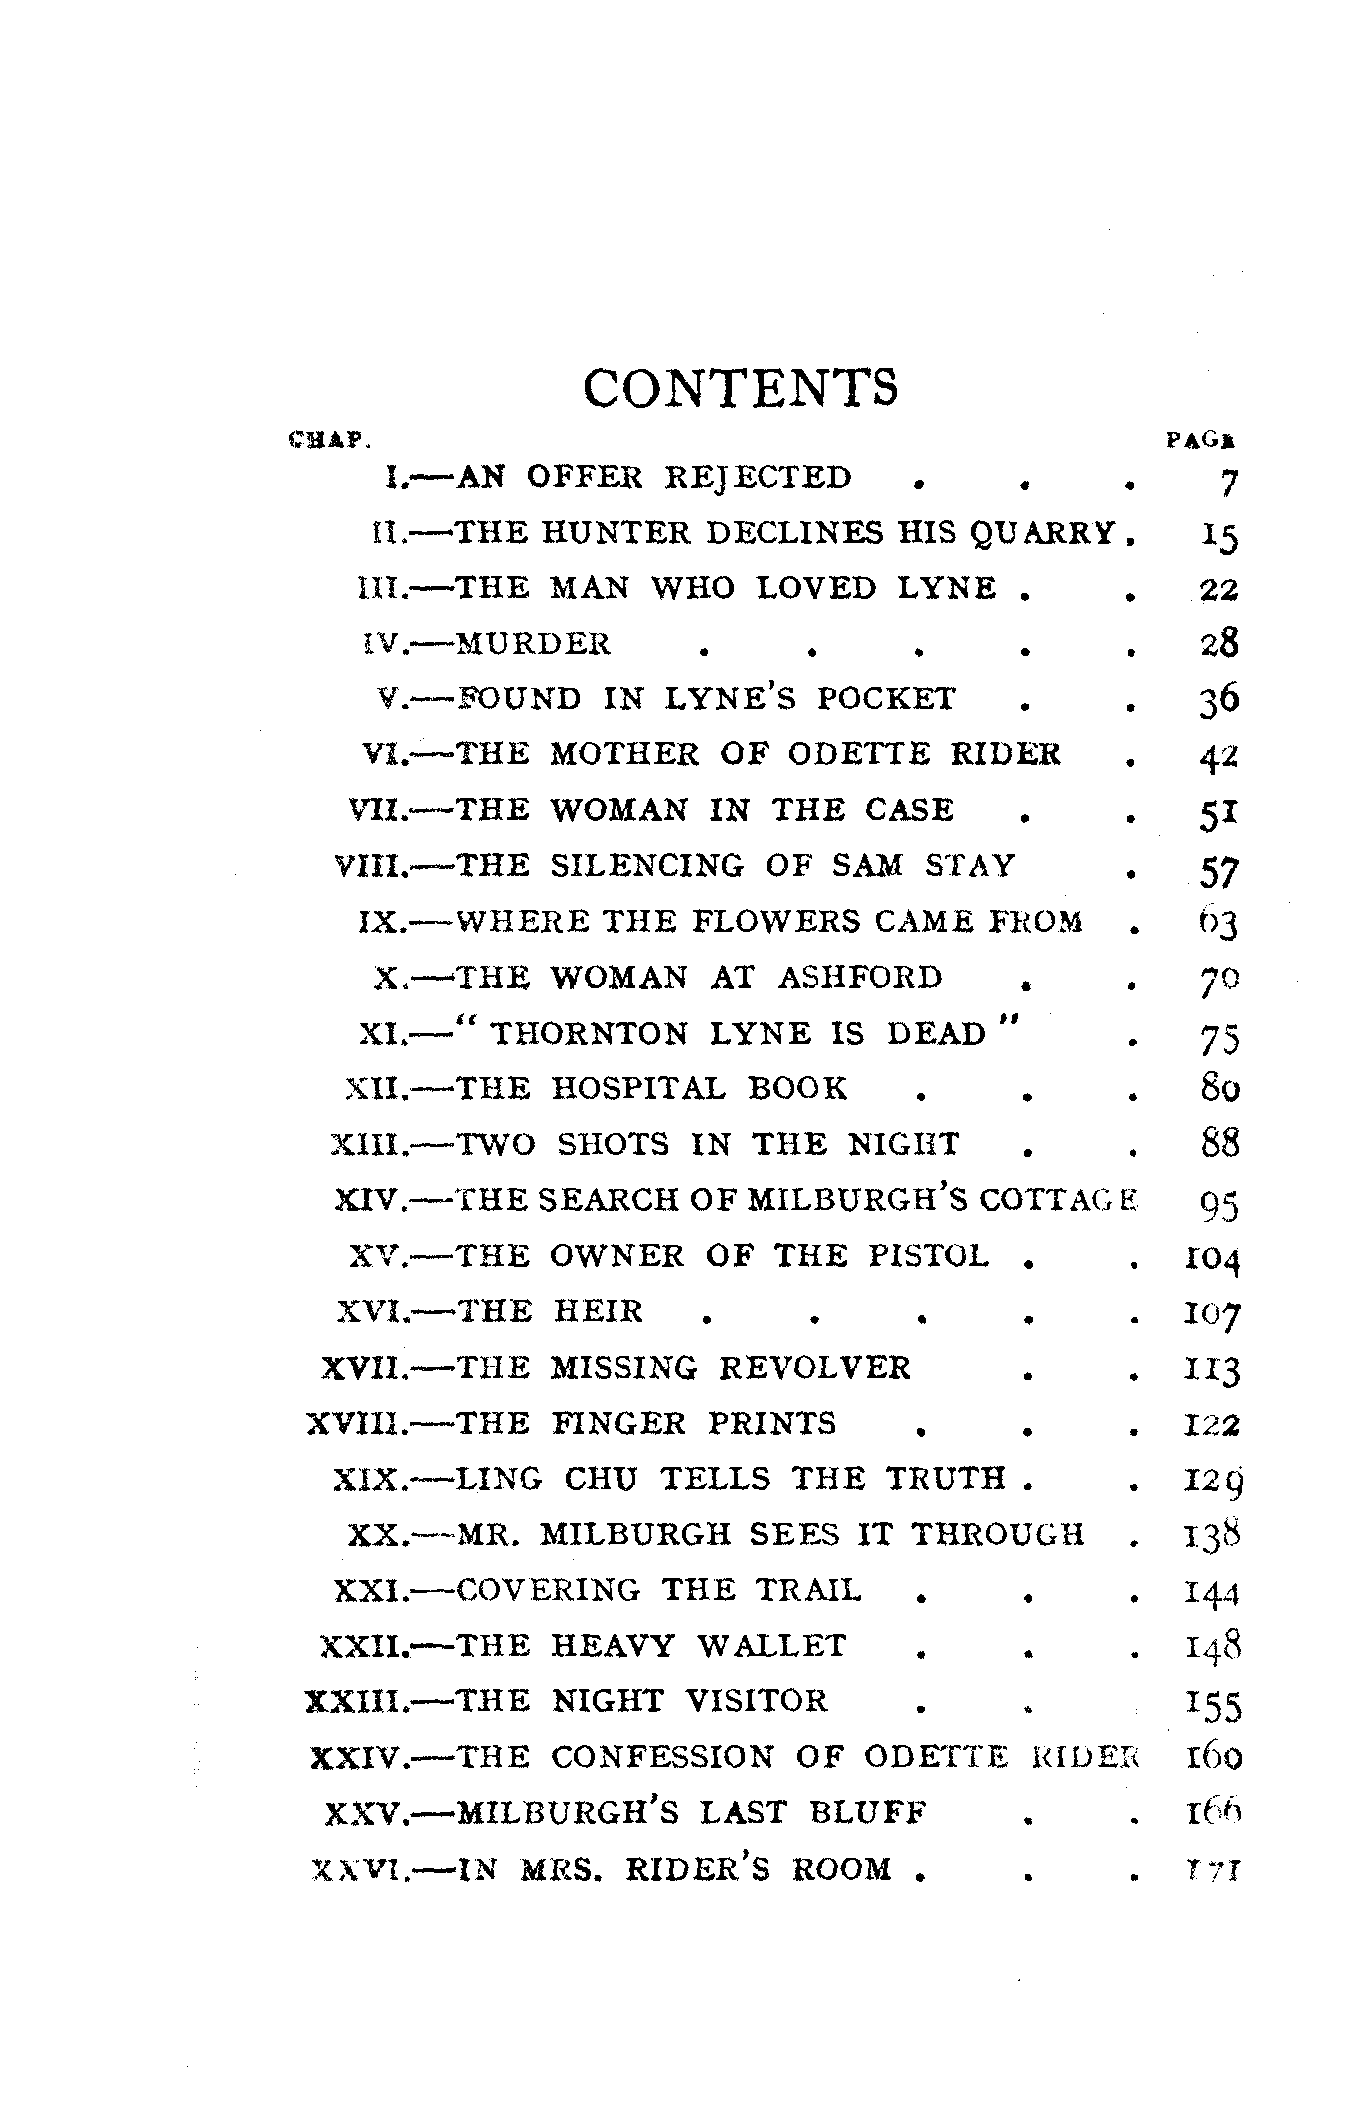 CONTENTS
CHAP. PAGE
I.—AN OFFER REJECTED . . . 7
II.—THE HUNTER DECLINES HIS QUARRY . 15
III.—THE MAN WHO LOVED LYNE . . 22
IV.—MURDER . . . . . 28
V.—FOUND IN LYNE'S POCKET . . 36
VI.—THE MOTHER OF ODETTE RIDER . 42
VII.—THE WOMAN IN THE CASE . . 51
VIII.—THE SILENCING OF SAM STAY . 57
IX.—WHERE THE FLOWERS CAME FROM . 63
X.—THE WOMAN AT ASHFORD . . 70
XI.—" THORNTON LYNE IS DEAD " . 75
XII.—THE HOSPITAL BOOK . . . 80
XIII.—TWO SHOTS IN THE NIGHT . . 88
XIV.—THE SEARCH OF MILBURGH'S COTTAGE 95
XV.—THE OWNER OF THE PISTOL . . 104
XVI.—THE HEIR . . . . . 107
XVII.—THE MISSING REVOLVER . . 113
XVIII.—THE FINGER PRINTS . . . 122
XIX.—LING CHU TELLS THE TRUTH . . 129
XX.—MR. MILBURGH SEES IT THROUGH . 138
XXI.—COVERING THE TRAIL . . . 144
XXII.—THE HEAVY WALLET . . . 148
XXIII.—THE NIGHT VISITOR . . 155
XXIV.—THE CONFESSION OF ODETTE RIDER 160
XXV.—MILBURGH'S LAST BLUFF . . 166
XXVI.—IN MRS. RIDER'S ROOM . . . 171